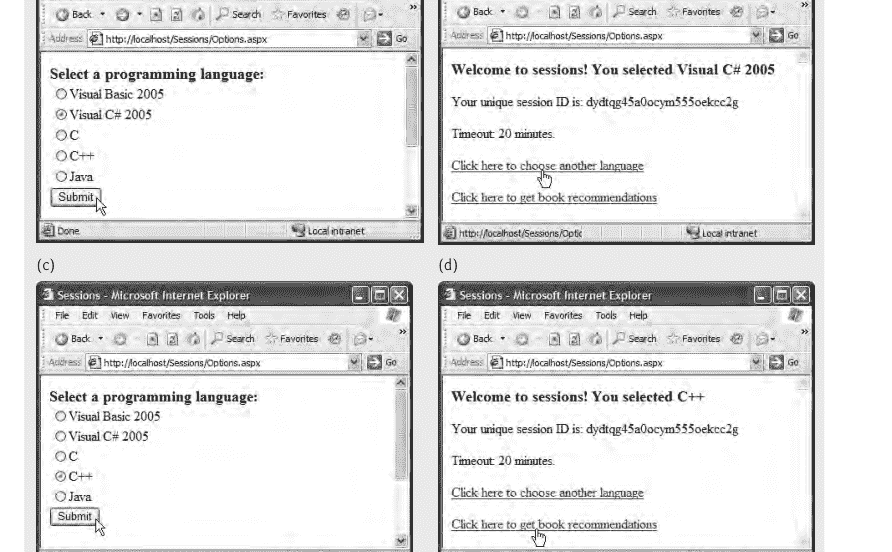 Back Search Favorites
Address http://localhost/Sessions/Options.aspx Go
Select a programming language:
Visual Basic 2005
Visual C# 2005
C
C++
Java
Submit
Done Local intranet
Back Search Favorites
Address http://localhost/Sessions/Options.aspx Go
Welcome to sessions! You selected Visual C# 2005
Your unique session ID is: dydtqg45a0ocym555oekcc2g
Timeout: 20 minutes.
Click here to choose another language
Click here to get book recommendations
http://localhost/Sessions/Optic Local intranet
(c)
Sessions - Microsoft Internet Explorer
File Edit View Favorites Tools Help
Back Search Favorites
Address http://localhost/Sessions/Options.aspx Go
Select a programming language:
Visual Basic 2005
Visual C# 2005
C
C++
Java
Submit
(d)
Sessions - Microsoft Internet Explorer
File Edit View Favorites Tools Help
Back Search Favorites
Address http://localhost/Sessions/Options.aspx Go
Welcome to sessions! You selected C++
Your unique session ID is: dydtqg45a0ocym555oekcc2g
Timeout: 20 minutes.
Click here to choose another language
Click here to get book recommendations